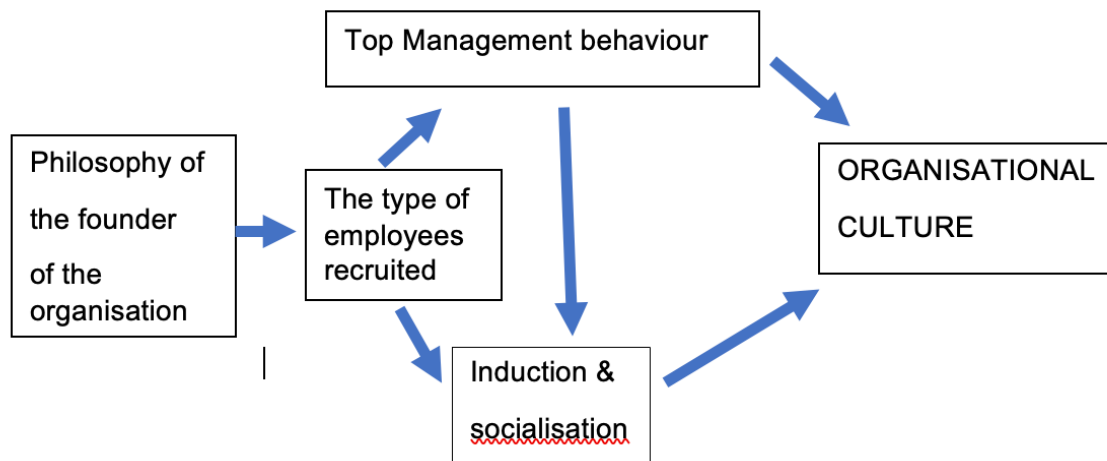 Top Management behaviour
Philosophy of
the founder
of the
organisation
The type of
employees
recruited
ORGANISATIONAL
CULTURE
Induction &
socialisation